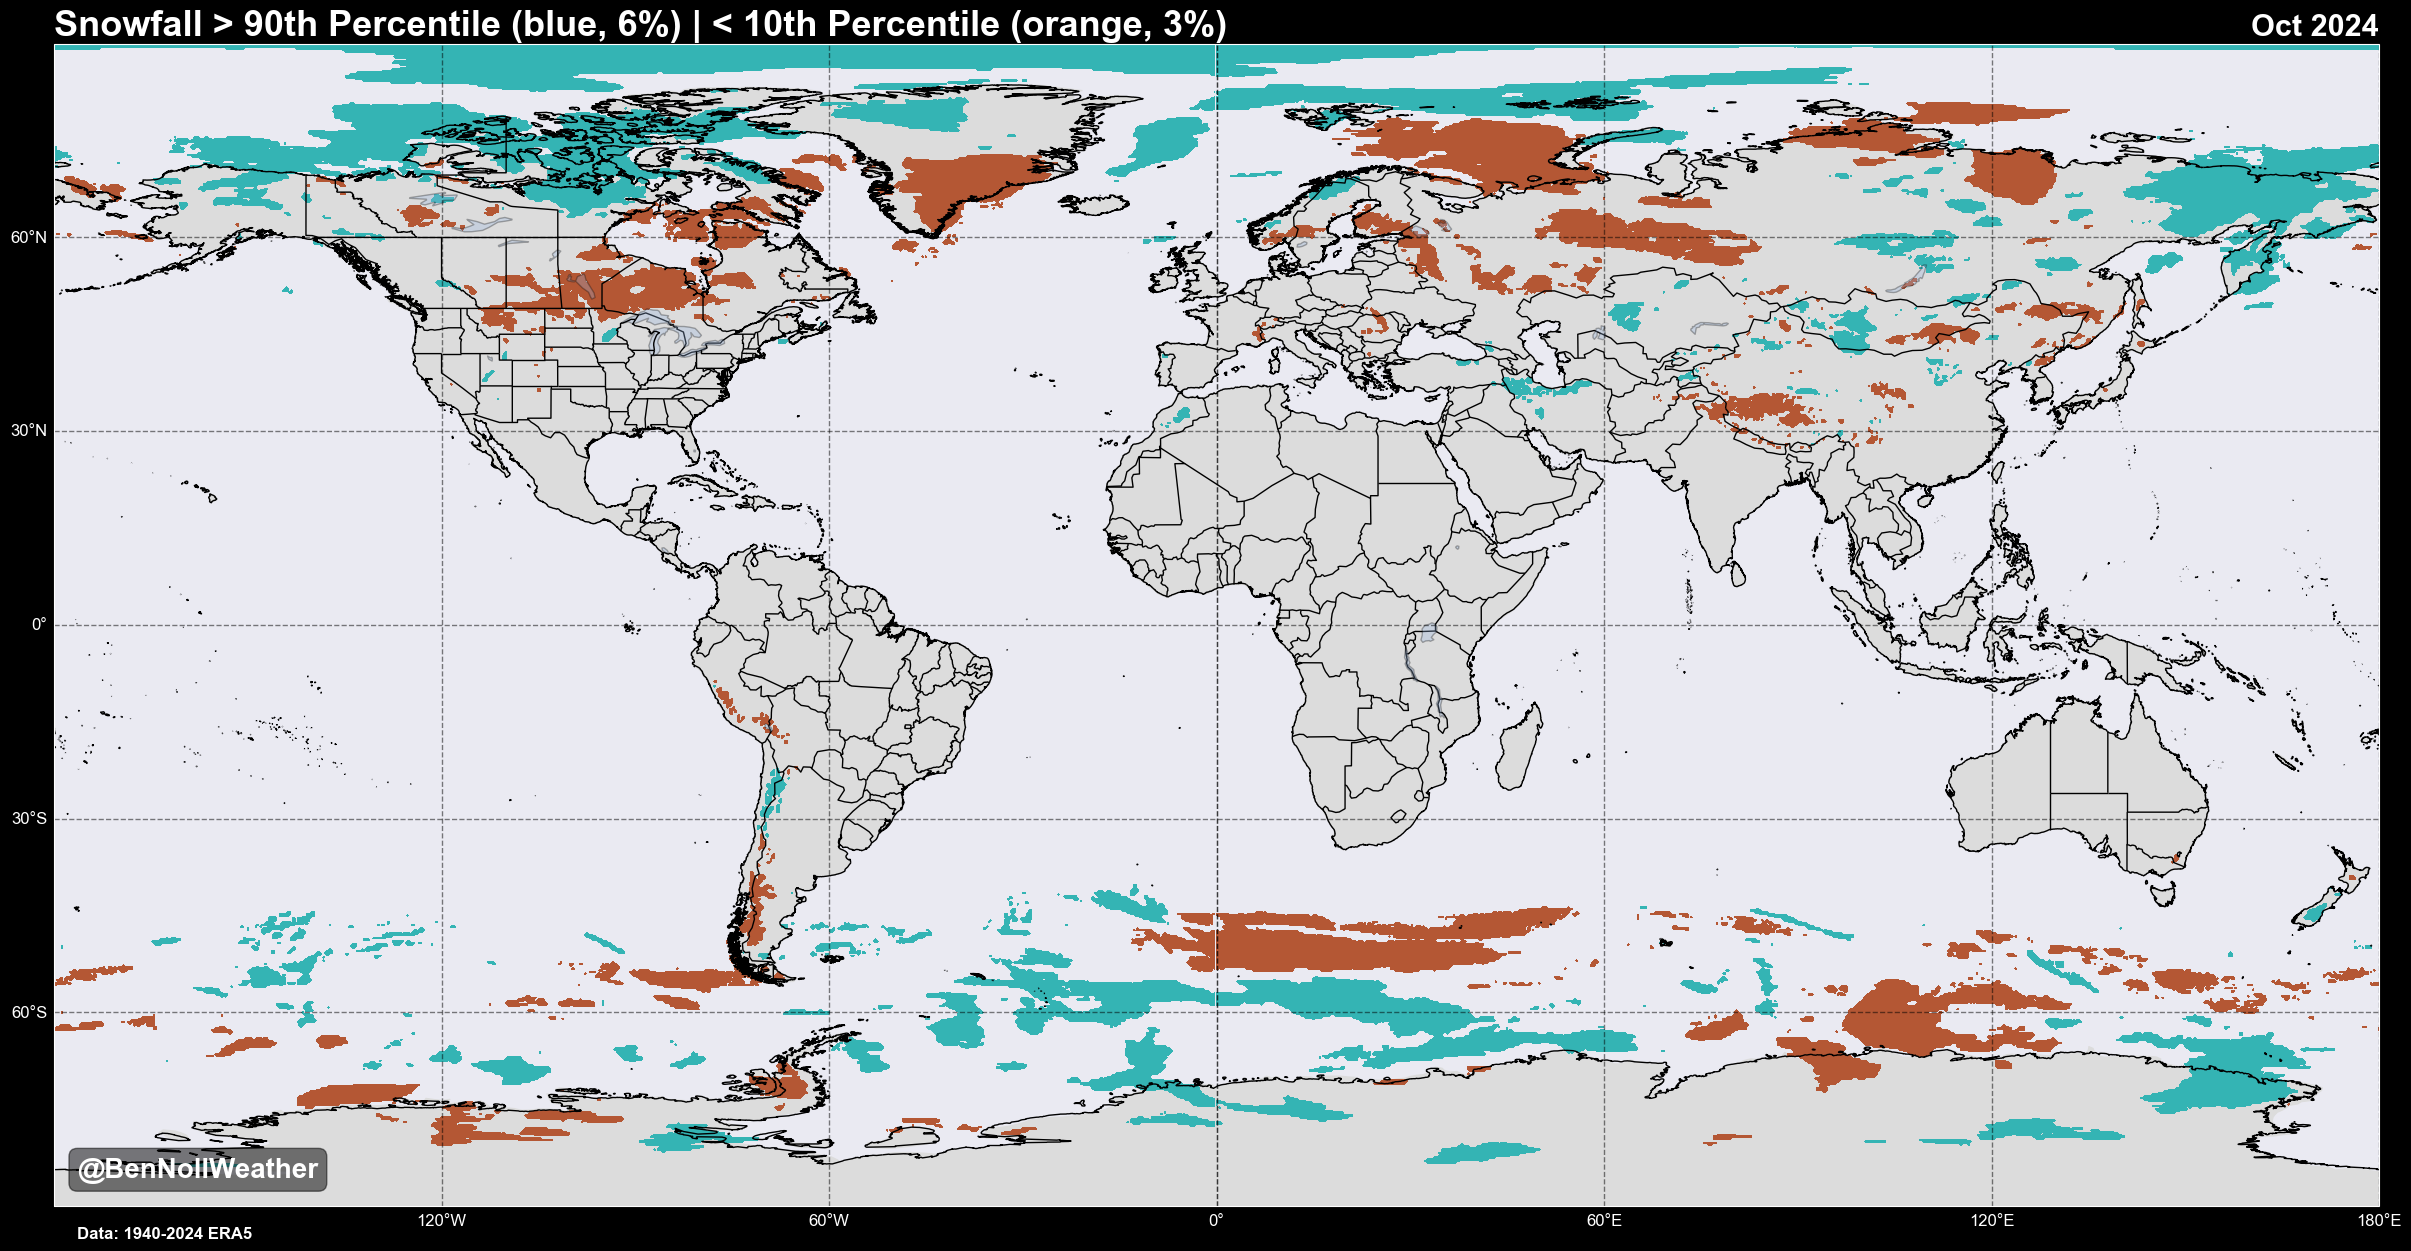 Snowfall > 90th Percentile (blue, 6%) | < 10th Percentile (orange, 3%)
Oct 2024
60°N
30°N
0°
30°S
60°S
@BenNollWeather
120°W
60°W
0°
60°E
120°E
180°E
Data: 1940-2024 ERA5